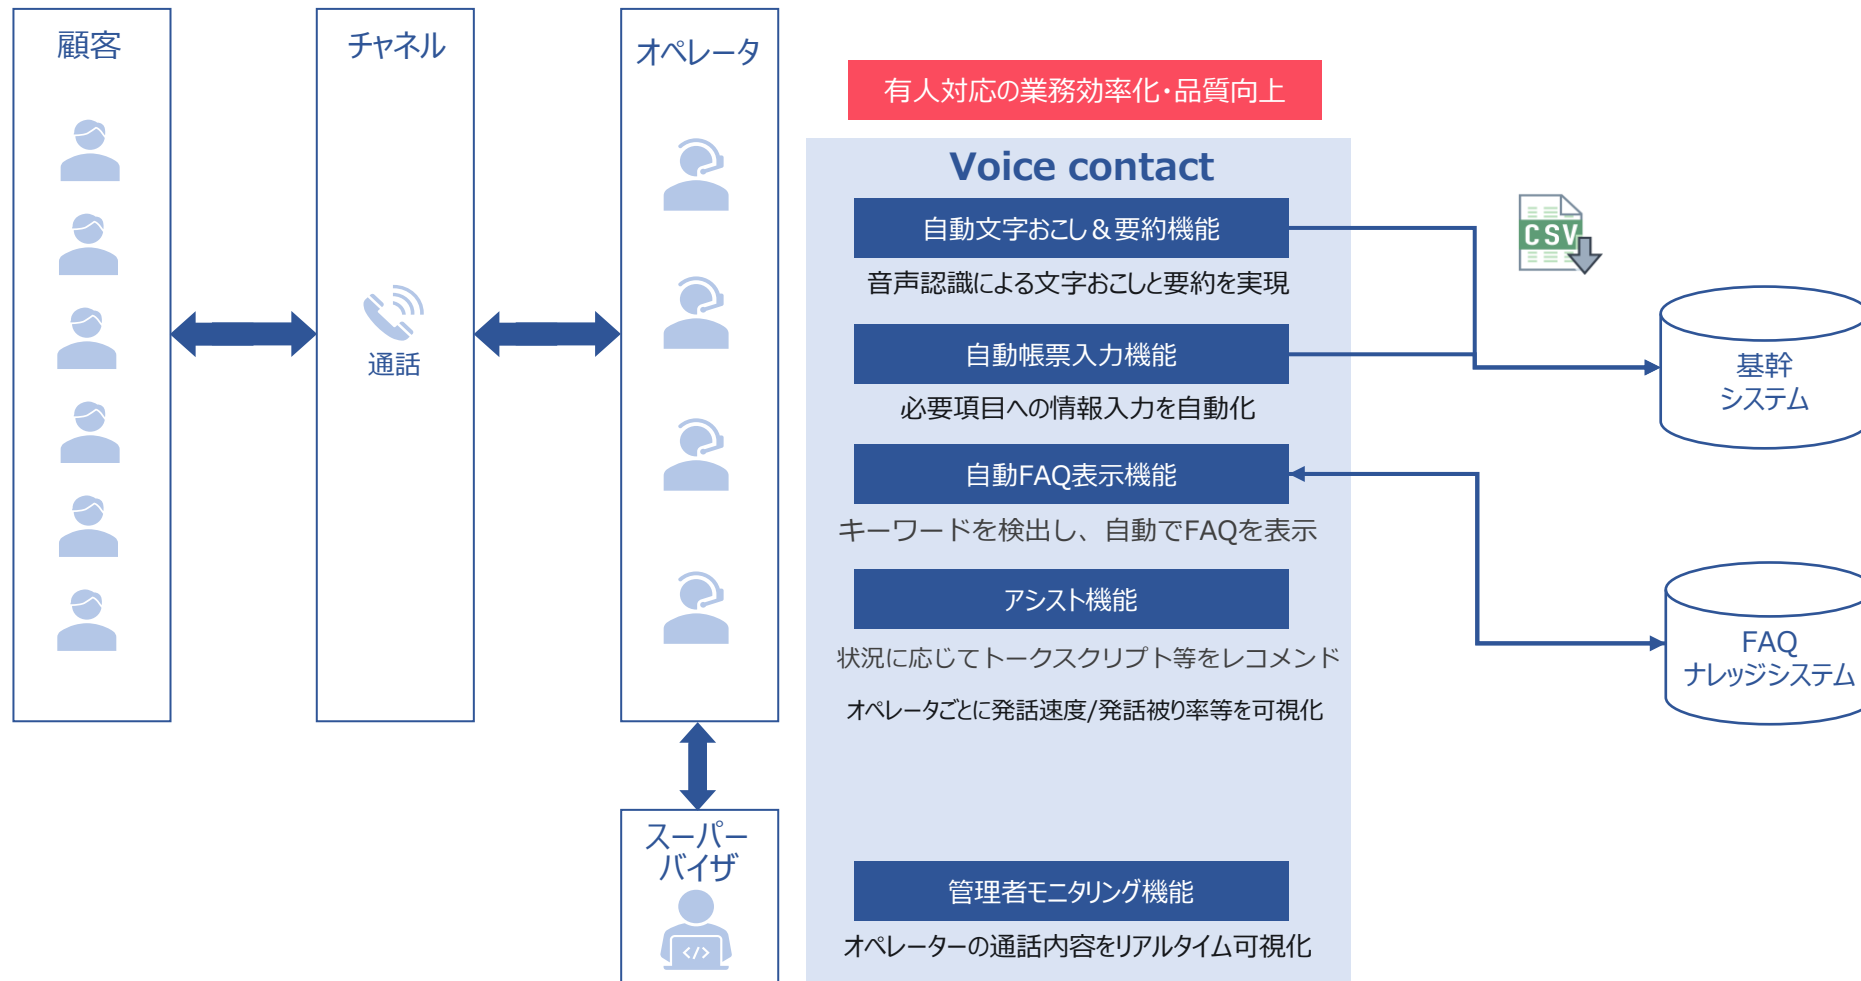 顧客
チャネル
オペレータ
有人対応の業務効率化・品質向上
Voice contact
自動文字おこし&要約機能
音声認識による文字おこしと要約を実現
CSV
通話
自動帳票入力機能
必要項目への情報入力を自動化
基幹
システム
自動FAQ表示機能
キーワードを検出し、自動でFAQを表示
アシスト機能
状況に応じてトークスクリプト等をレコメンド
オペレータごとに発話速度/発話被り率等を可視化
FAQ
ナレッジシステム
スーパー
バイザ
</>
管理者モニタリング機能
オペレーターの通話内容をリアルタイム可視化